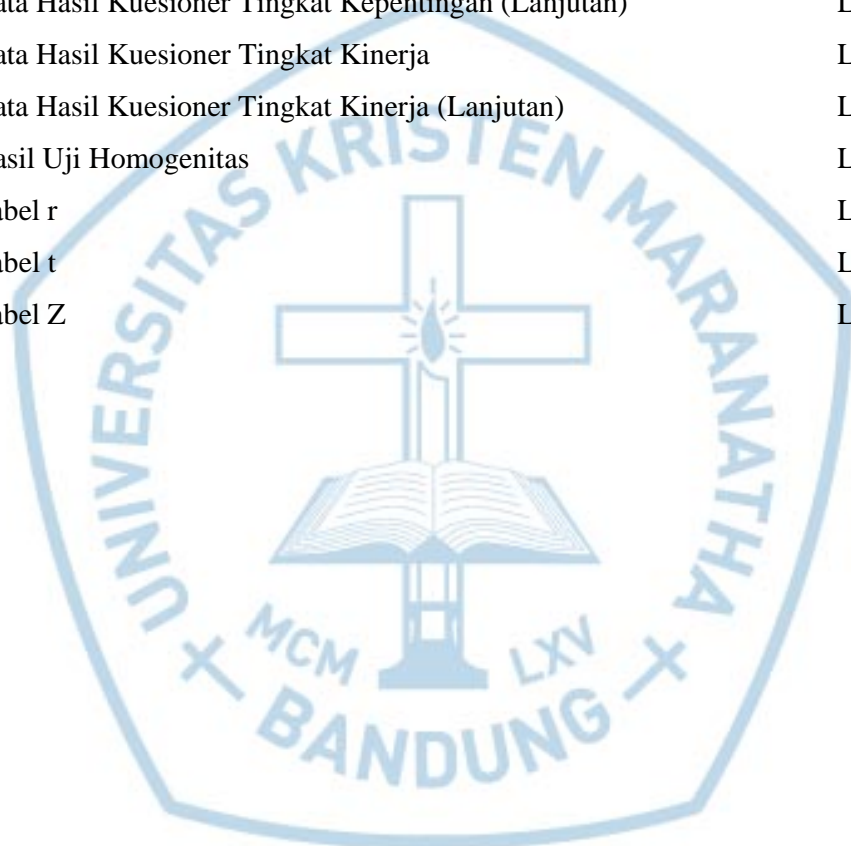 ata Hasil Kuesioner Tingkat Kepentingan (Lanjutan) L
ata Hasil Kuesioner Tingkat Kinerja L
ata Hasil Kuesioner Tingkat Kinerja (Lanjutan) L
asil Uji Homogenitas L
abel r L
abel t L
abel Z L
UNIVERSITAS KRISTEN MARANATHA
MCM LXV
BANDUNG